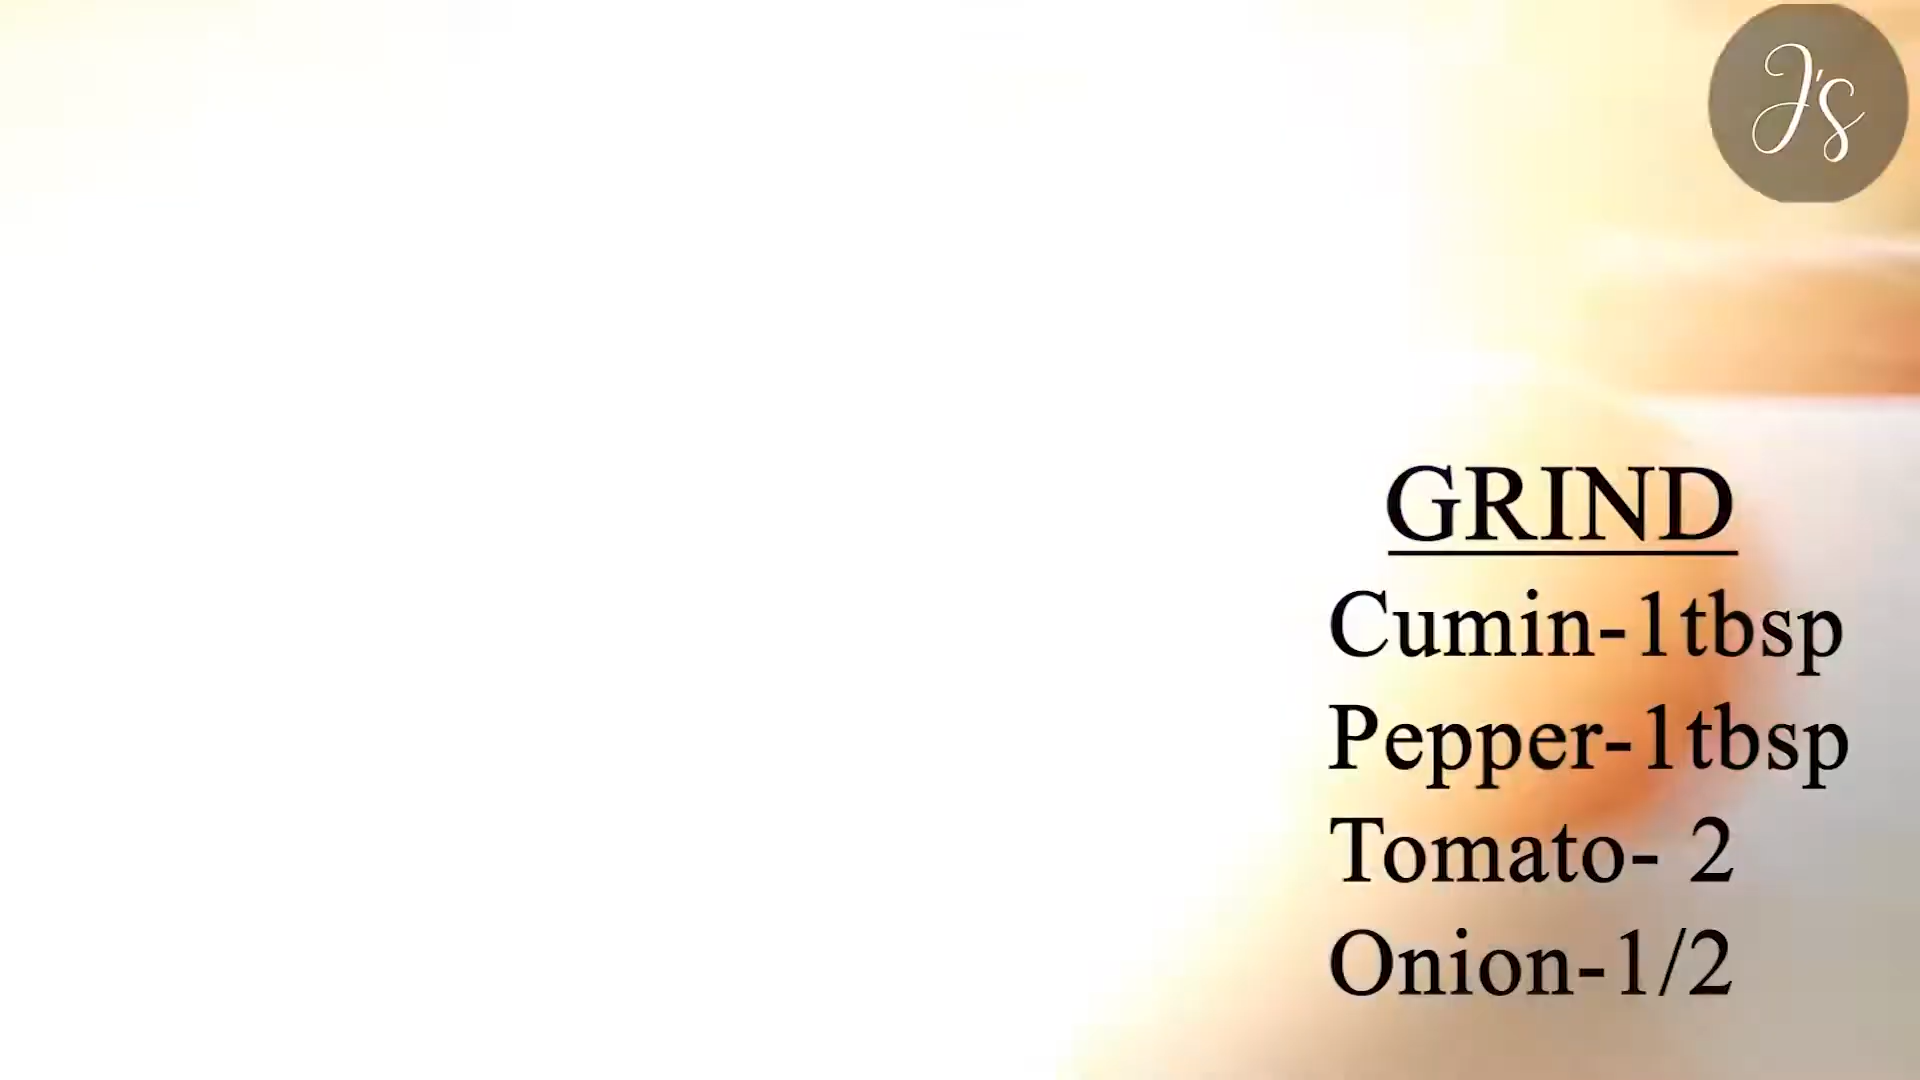 J's
GRIND
Cumin-1tbsp
Pepper-1tbsp
Tomato- 2
Onion-1/2